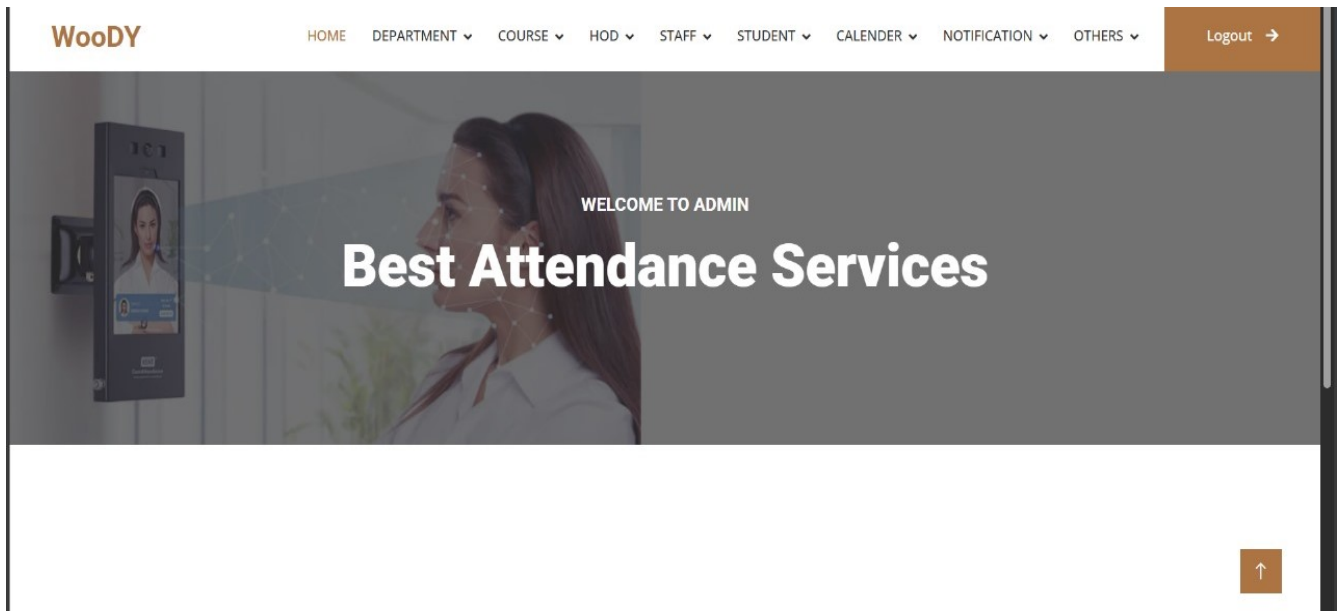 WooDY
HOME DEPARTMENT COURSE HOD STAFF STUDENT CALENDER NOTIFICATION OTHERS Logout
WELCOME TO ADMIN
Best Attendance Services